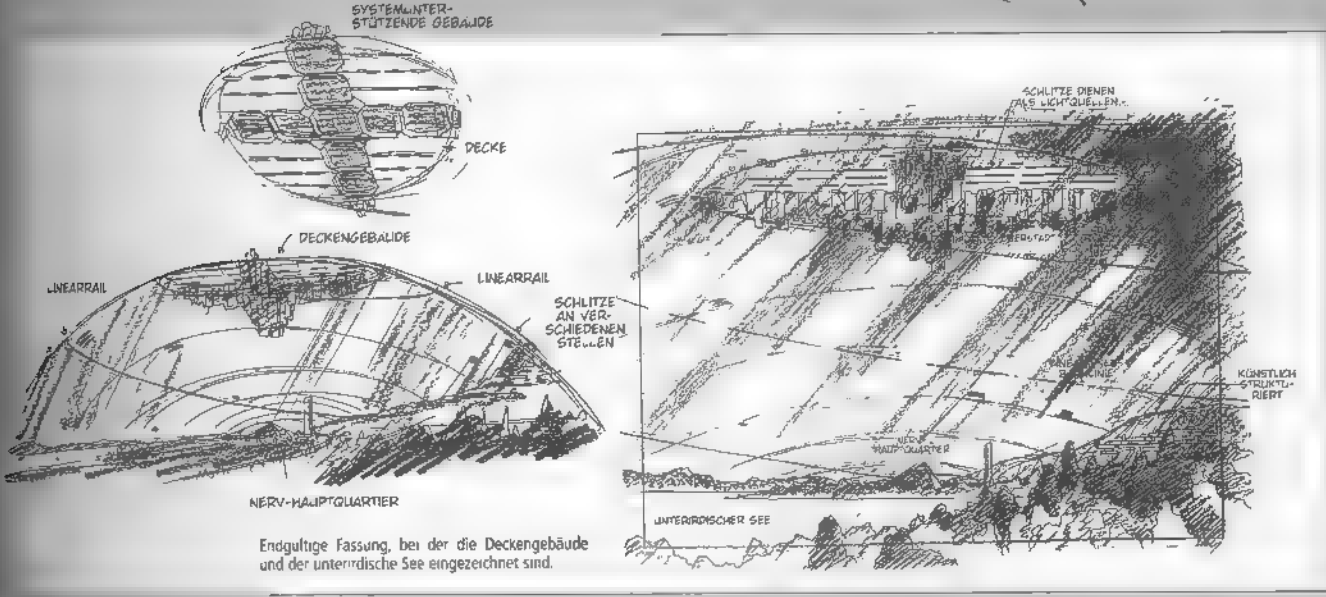 SYSTEMUNTER-
STÜTZENDE GEBÄUDE
DECKE
DECKENGEBÄUDE
LINEARRAIL
LINEARRAIL
SCHLITZE
AN VER-
SCHIEDENEN
STELLEN
NERV-HAUPTQUARTIER
Endgültige Fassung, bei der die Deckengebäude
und der unterirdische See eingezeichnet sind.
SCHLITZE DIENEN
ALS LICHTQUELLEN.
KÜNSTLICH
STRUKTU-
RIERT
NERV-
HAUPTQUARTIER
UNTERIRDISCHER SEE